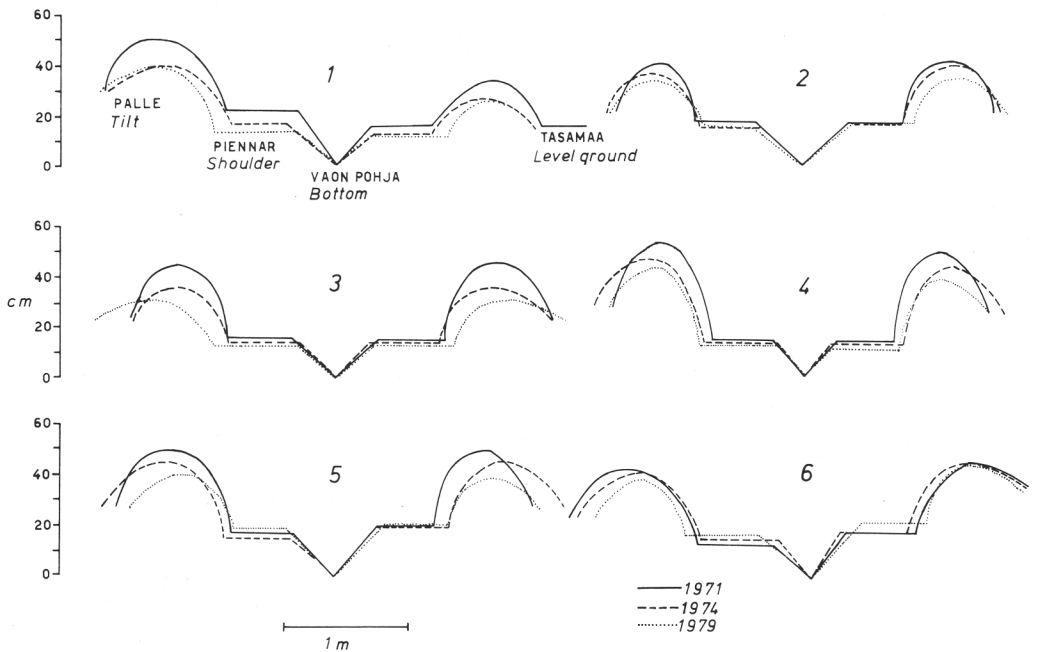 60
40
20
0
1
PALLE
Tilt
PIENNAR
Shoulder
VAON POHJA
Bottom
TASAMAA
Level ground
2
60
40
cm
20
0
3
4
60
40
20
0
5
6
1971
1974
1979
1 m